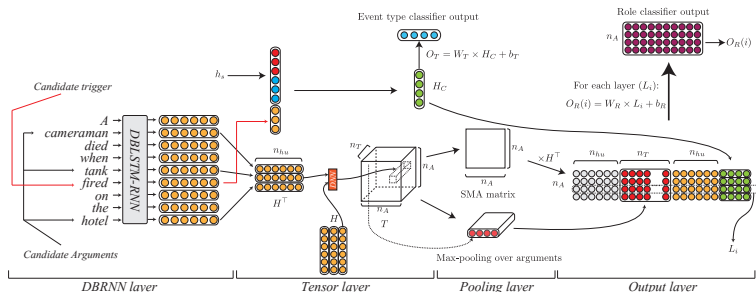 Event type classifier output
O_T = W_T × H_C + b_T
n_A
O_R(i)
h_s
H_C
For each layer (L_i):
O_R(i) = W_R × L_i + b_R
Candidate trigger
A
cameraman
died
when
tank
fired
on
the
hotel
DBLSTM-RNN
Candidate Arguments
n_hu
H^⊤
H
n_T
n_A
n_A
T
n_A
n_A
SMA matrix
×H^⊤
Max-pooling over arguments
n_hu
n_T
n_hu
n_A
L_i
Role classifier output
DBRNN layer
Tensor layer
Pooling layer
Output layer